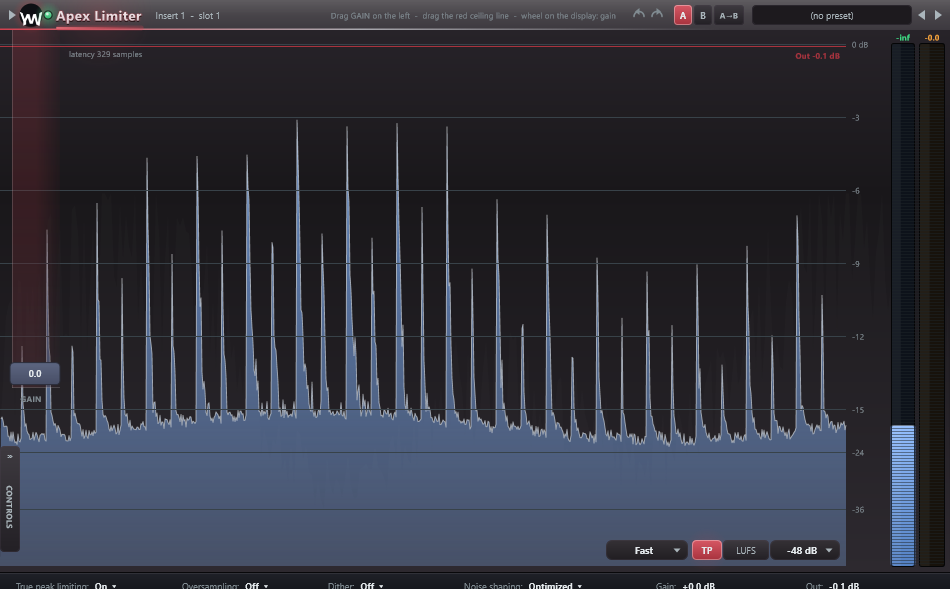 Apex Limiter
Insert 1 - slot 1
Drag GAIN on the left - drag the red ceiling line - wheel on the display: gain
A
B
A→B
(no preset)
-inf
-0.0
latency 329 samples
0 dB
Out -0.1 dB
-3
-6
-9
-12
0.0
GAIN
-15
-24
»
CONTROLS
-36
Fast
TP
LUFS
-48 dB
True peak limiting: On
Oversampling: Off
Dither: Off
Noise shaping: Optimized
Gain: +0.0 dB
Out: -0.1 dB